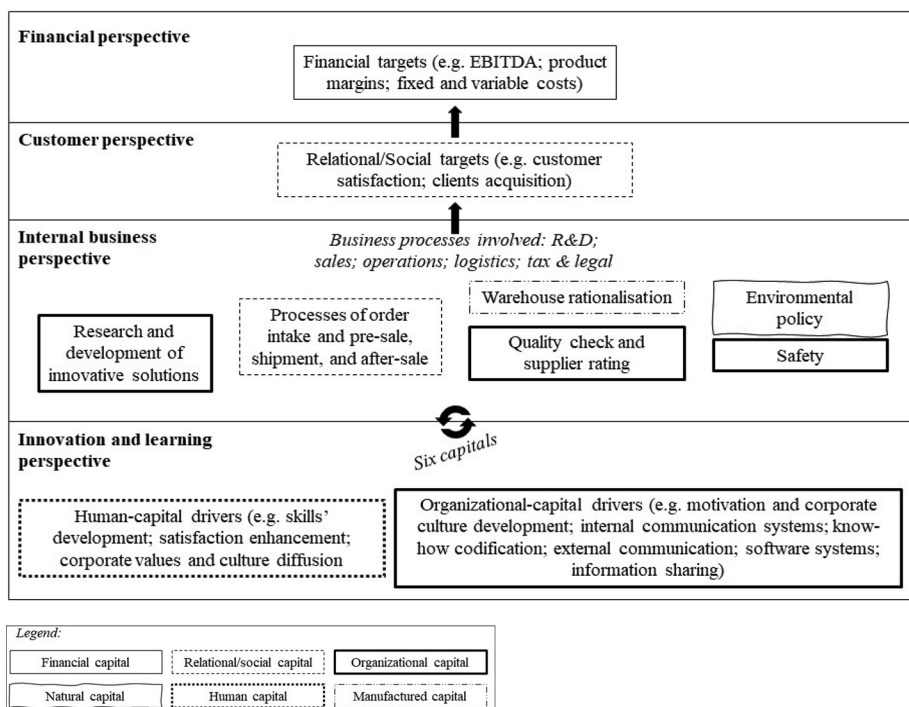 Financial perspective
Financial targets (e.g. EBITDA; product
margins; fixed and variable costs)
Customer perspective
Relational/Social targets (e.g. customer
satisfaction; clients acquisition)
Internal business
perspective
Business processes involved: R&D;
sales; operations; logistics; tax & legal
Research and
development of
innovative solutions
Processes of order
intake and pre-sale,
shipment, and after-sale
Warehouse rationalisation
Quality check and
supplier rating
Environmental
policy
Safety
Innovation and learning
perspective
Six capitals
Human-capital drivers (e.g. skills’
development; satisfaction enhancement;
corporate values and culture diffusion
Organizational-capital drivers (e.g. motivation and corporate
culture development; internal communication systems; know-
how codification; external communication; software systems;
information sharing)
Legend:
Financial capital
Relational/social capital
Organizational capital
Natural capital
Human capital
Manufactured capital